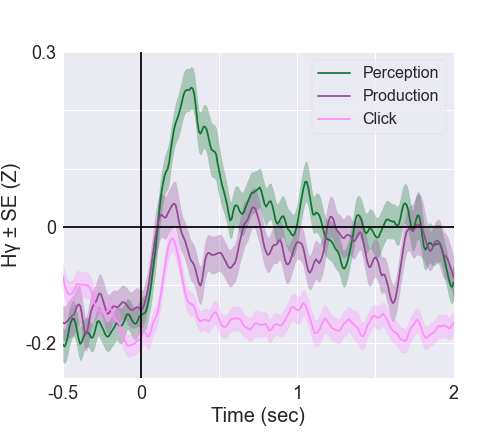 0.3
Perception
Production
Click
Hγ ± SE (Z)
0
-0.2
-0.5 0 1 2
Time (sec)